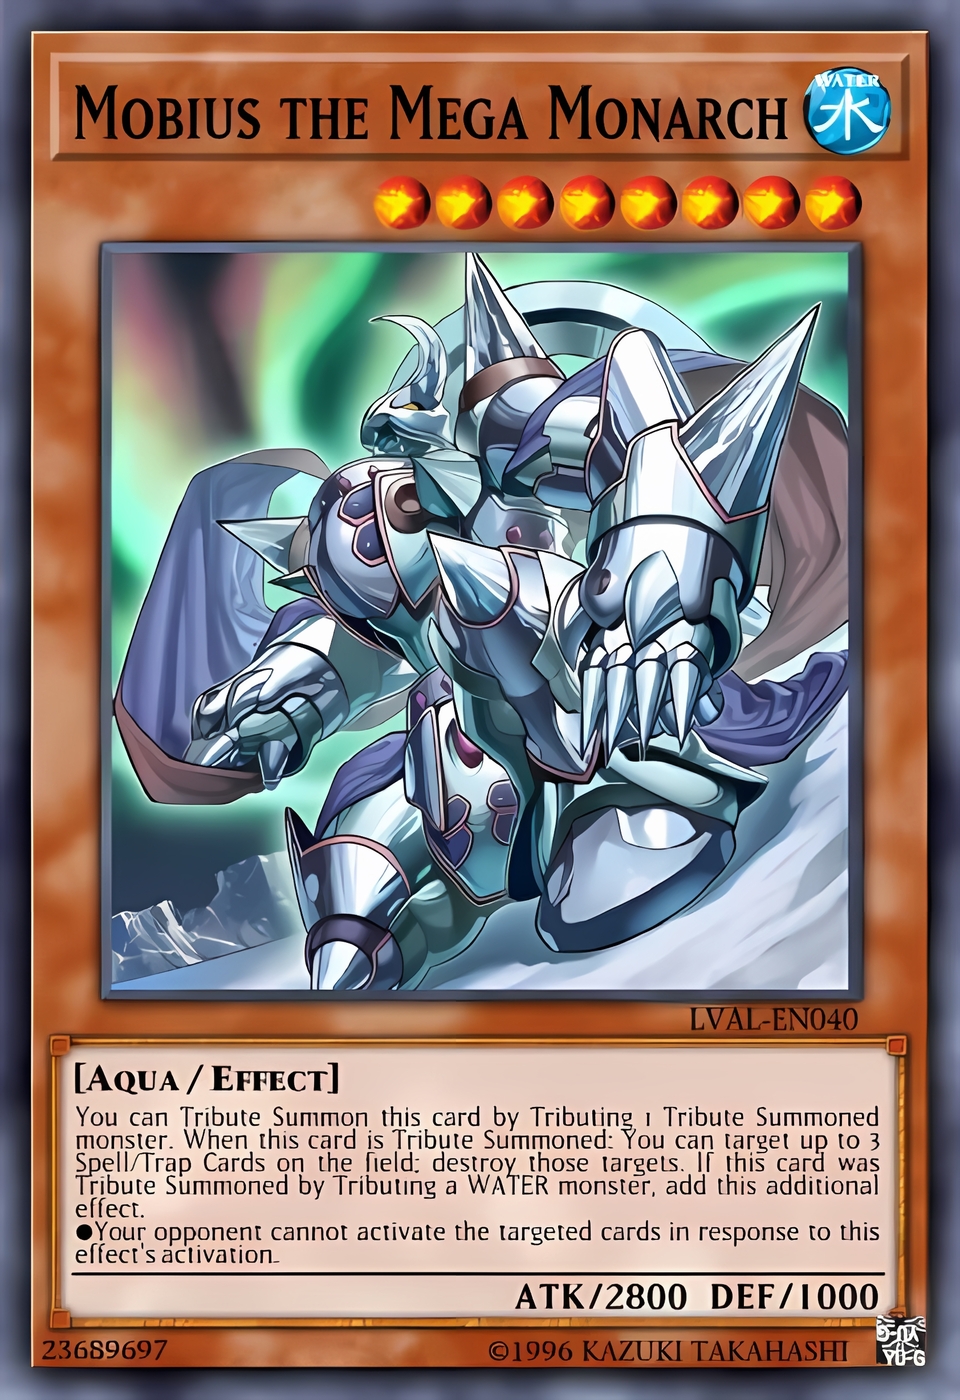 MOBIUS THE MEGA MONARCH
WATER
水
LVAL-EN040
[AQUA / EFFECT]
You can Tribute Summon this card by Tributing 1 Tribute Summoned
monster. When this card is Tribute Summoned: You can target up to 3
Spell/Trap Cards on the field; destroy those targets. If this card was
Tribute Summoned by Tributing a WATER monster, add this additional
effect.
●Your opponent cannot activate the targeted cards in response to this
effect's activation.
ATK/2800 DEF/1000
23689697
©1996 KAZUKI TAKAHASHI